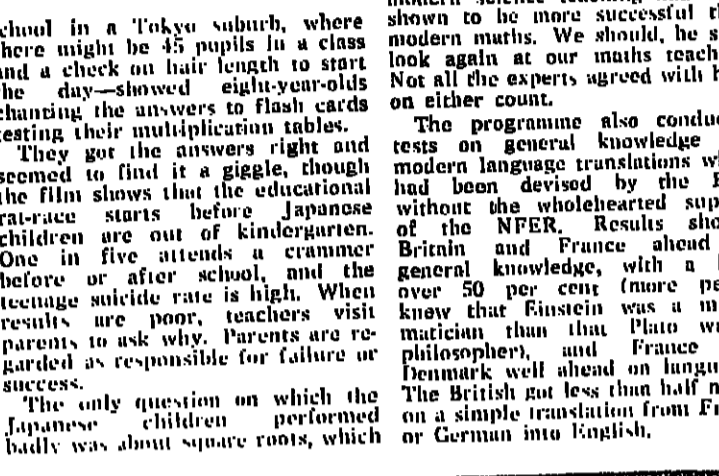 chool in a Tokyo suburb, where
here might be 45 pupils in a class
and a check on hair length to start
the day—showed eight-year-olds
chanting the answers to flash cards
testing their multiplication tables.
They got the answers right and
seemed to find it a giggle, though
the film shows that the educational
rat-race starts before Japanese
children are out of kindergarten.
One in five attends a crammer
before or after school, and the
teenage suicide rate is high. When
results are poor, teachers visit
parents to ask why. Parents are re-
garded as responsible for failure or
success.
The only question on which the
Japanese children performed
badly was about square roots, which
shown to be more successful
modern maths. We should, he
look again at our maths teach
Not all the experts agreed with
on either count.
The programme also conduc
tests on general knowledge
modern language translations
had been devised by the
without the wholehearted sup
of the NFER. Results sho
Britain and France ahead
general knowledge, with a
over 50 per cent (more pe
knew that Einstein was a m
matician than that Plato w
philosopher), and France
Denmark well ahead on langu
The British got less than half m
on a simple translation from F
or German into English.